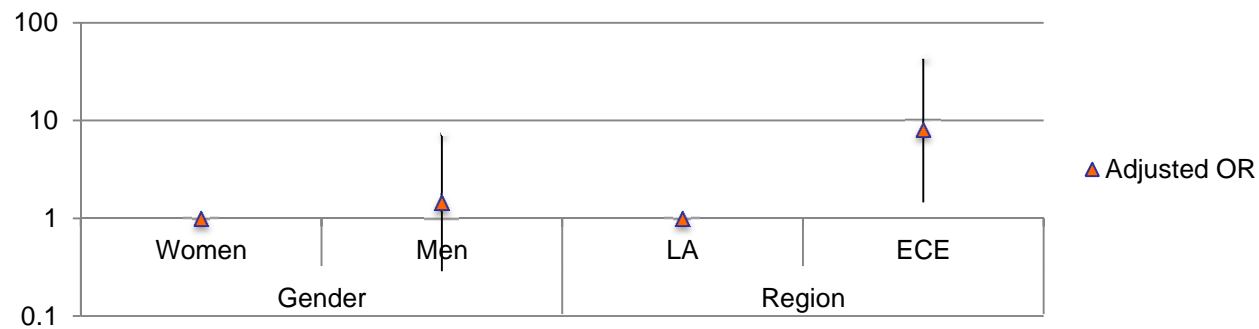 100
10
Adjusted OR
1
Women Men LA ECE
Gender Region
0.1